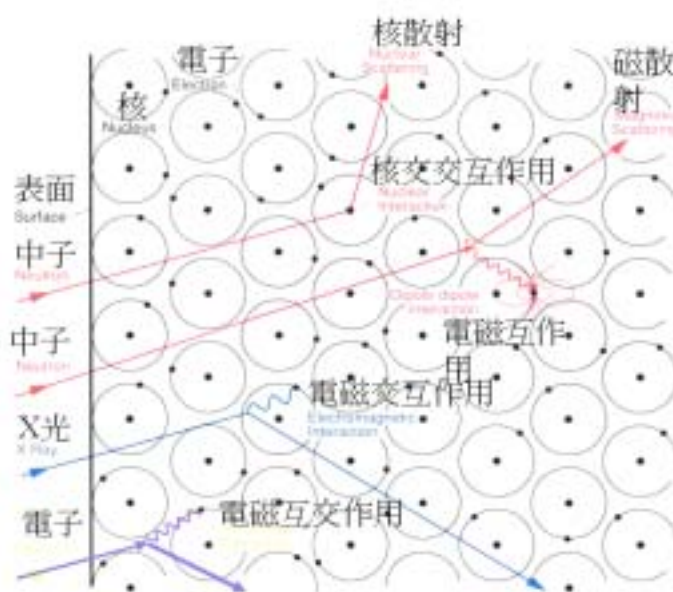 核散射
Nuclear
Scattering
電子
Electron
磁散
射
Magnetic
Scattering
核
Nucleus
核交交互作用
Nuclear
Interaction
表面
Surface
中子
Neutron
Dipole dipole
interaction
電磁互作
用
中子
Neutron
電磁交互作用
Electromagnetic
Interaction
X光
X Ray
電磁互交作用
電子